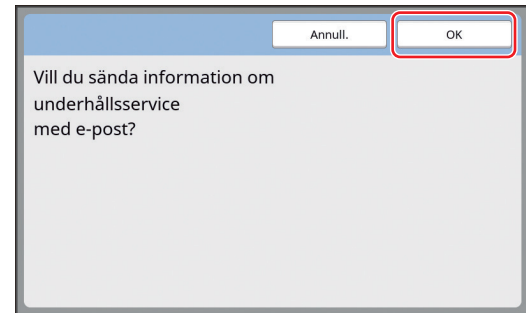 Annull.
OK
Vill du sända information om
underhållsservice
med e-post?